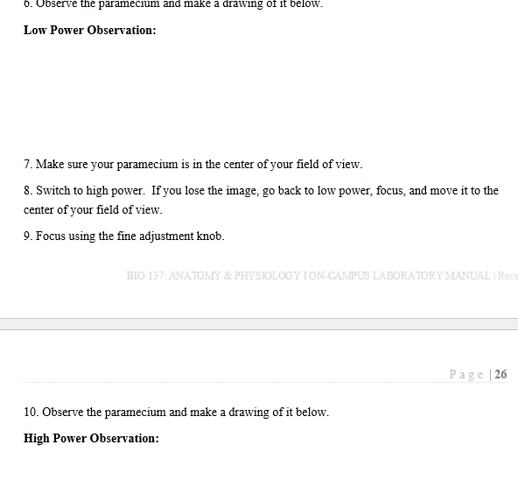 6. Observe the paramecium and make a drawing of it below.
Low Power Observation:
7. Make sure your paramecium is in the center of your field of view.
8. Switch to high power.  If you lose the image, go back to low power, focus, and move it to the
center of your field of view.
9. Focus using the fine adjustment knob.
BIO 137: ANATOMY & PHYSIOLOGY I ON-CAMPUS LABORATORY MANUAL |
Page | 26
10. Observe the paramecium and make a drawing of it below.
High Power Observation: